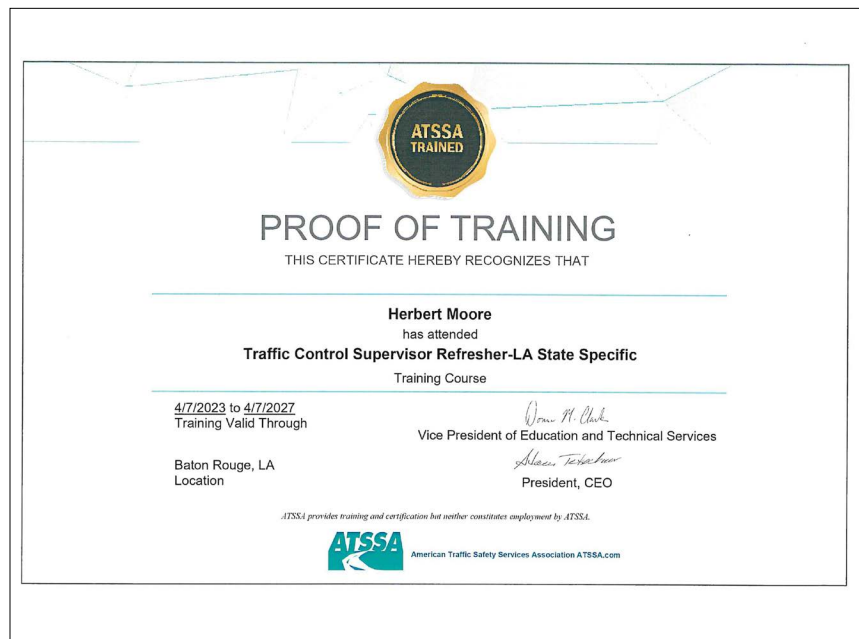 ATSSA
TRAINED
PROOF OF TRAINING
THIS CERTIFICATE HEREBY RECOGNIZES THAT
Herbert Moore
has attended
Traffic Control Supervisor Refresher-LA State Specific
Training Course
4/7/2023 to 4/7/2027
Training Valid Through
Vice President of Education and Technical Services
Baton Rouge, LA
Location
President, CEO
ATSSA provides training and certification but neither constitutes employment by ATSSA.
ATSSA
American Traffic Safety Services Association ATSSA.com